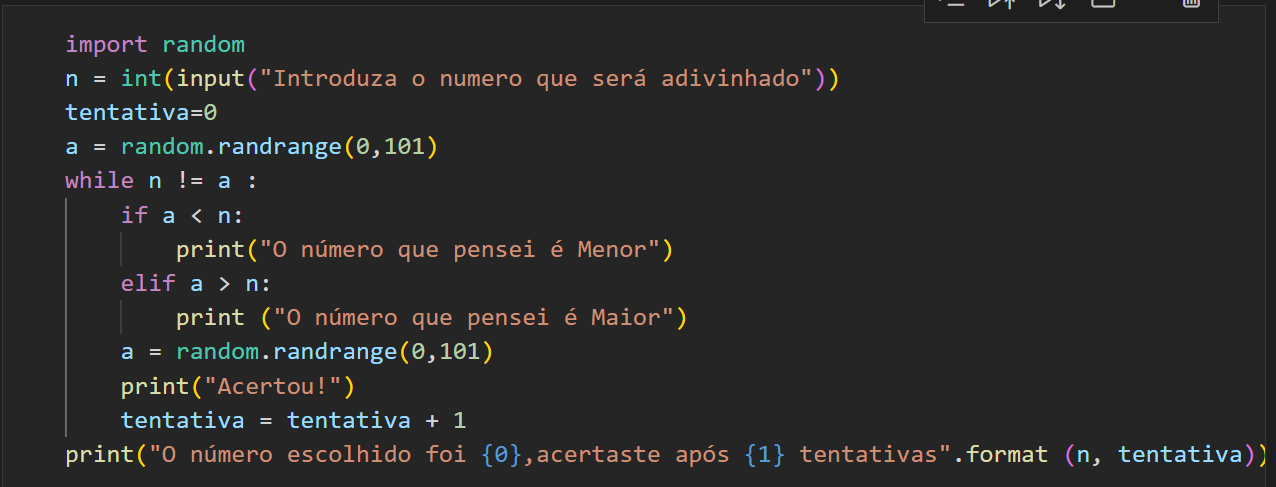 import random
n = int(input("Introduza o numero que será adivinhado"))
tentativa=0
a = random.randrange(0,101)
while n != a :
    if a < n:
        print("O número que pensei é Menor")
    elif a > n:
        print ("O número que pensei é Maior")
    a = random.randrange(0,101)
    print("Acertou!")
    tentativa = tentativa + 1
print("O número escolhido foi {0},acertaste após {1} tentativas".format (n, tentativa))